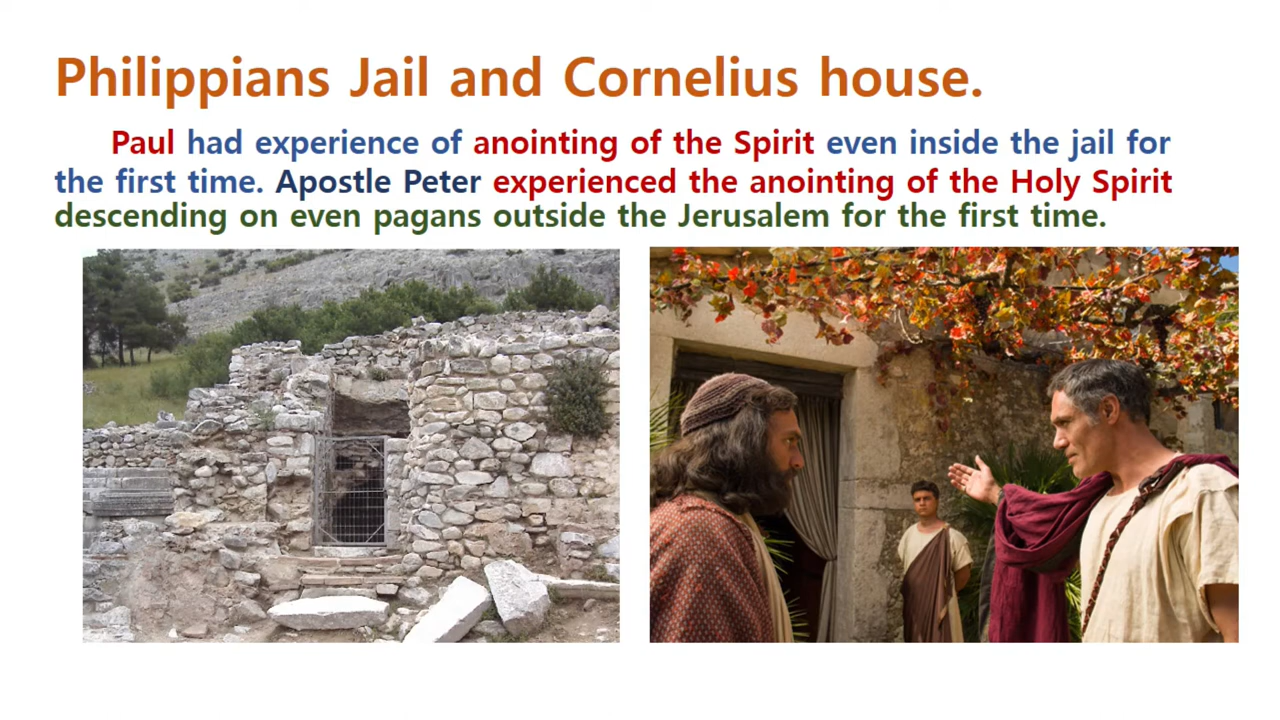 Philippians Jail and Cornelius house.
Paul had experience of anointing of the Spirit even inside the jail for
the first time. Apostle Peter experienced the anointing of the Holy Spirit
descending on even pagans outside the Jerusalem for the first time.